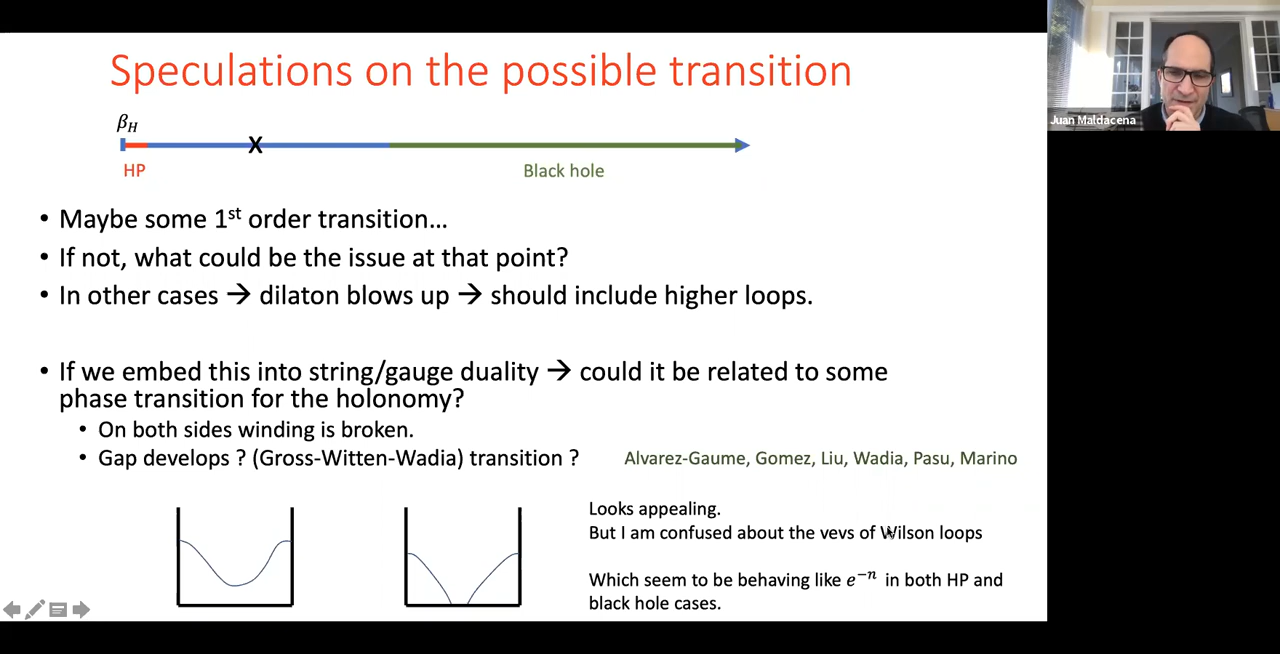 Speculations on the possible transition
Juan Maldacena
β_H
X
HP
Black hole
• Maybe some 1st order transition…
• If not, what could be the issue at that point?
• In other cases → dilaton blows up → should include higher loops.
• If we embed this into string/gauge duality → could it be related to some
phase transition for the holonomy?
• On both sides winding is broken.
• Gap develops ? (Gross-Witten-Wadia) transition ?
Alvarez-Gaume, Gomez, Liu, Wadia, Pasu, Marino
Looks appealing.
But I am confused about the vevs of Wilson loops
Which seem to be behaving like e⁻ⁿ in both HP and
black hole cases.